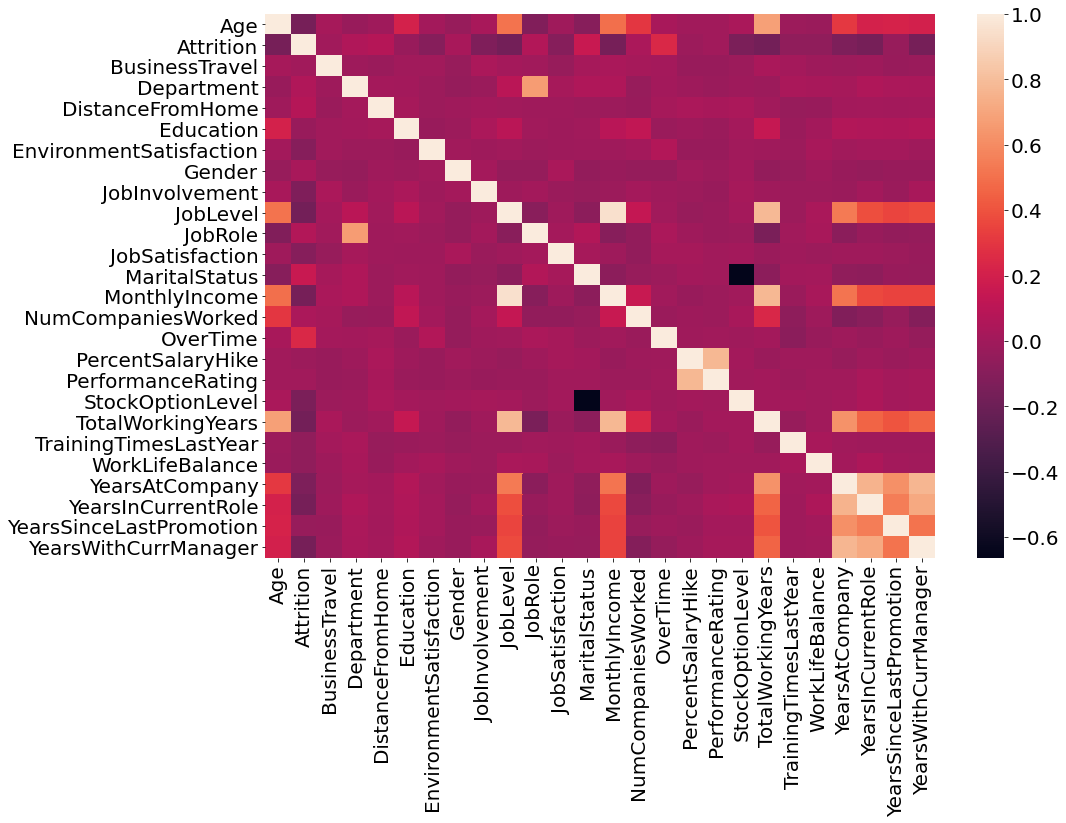 Age
Attrition
BusinessTravel
Department
DistanceFromHome
Education
EnvironmentSatisfaction
Gender
JobInvolvement
JobLevel
JobRole
JobSatisfaction
MaritalStatus
MonthlyIncome
NumCompaniesWorked
OverTime
PercentSalaryHike
PerformanceRating
StockOptionLevel
TotalWorkingYears
TrainingTimesLastYear
WorkLifeBalance
YearsAtCompany
YearsInCurrentRole
YearsSinceLastPromotion
YearsWithCurrManager
Age
Attrition
BusinessTravel
Department
DistanceFromHome
Education
EnvironmentSatisfaction
Gender
JobInvolvement
JobLevel
JobRole
JobSatisfaction
MaritalStatus
MonthlyIncome
NumCompaniesWorked
OverTime
PercentSalaryHike
PerformanceRating
StockOptionLevel
TotalWorkingYears
TrainingTimesLastYear
WorkLifeBalance
YearsAtCompany
YearsInCurrentRole
YearsSinceLastPromotion
YearsWithCurrManager
1.0
0.8
0.6
0.4
0.2
0.0
−0.2
−0.4
−0.6